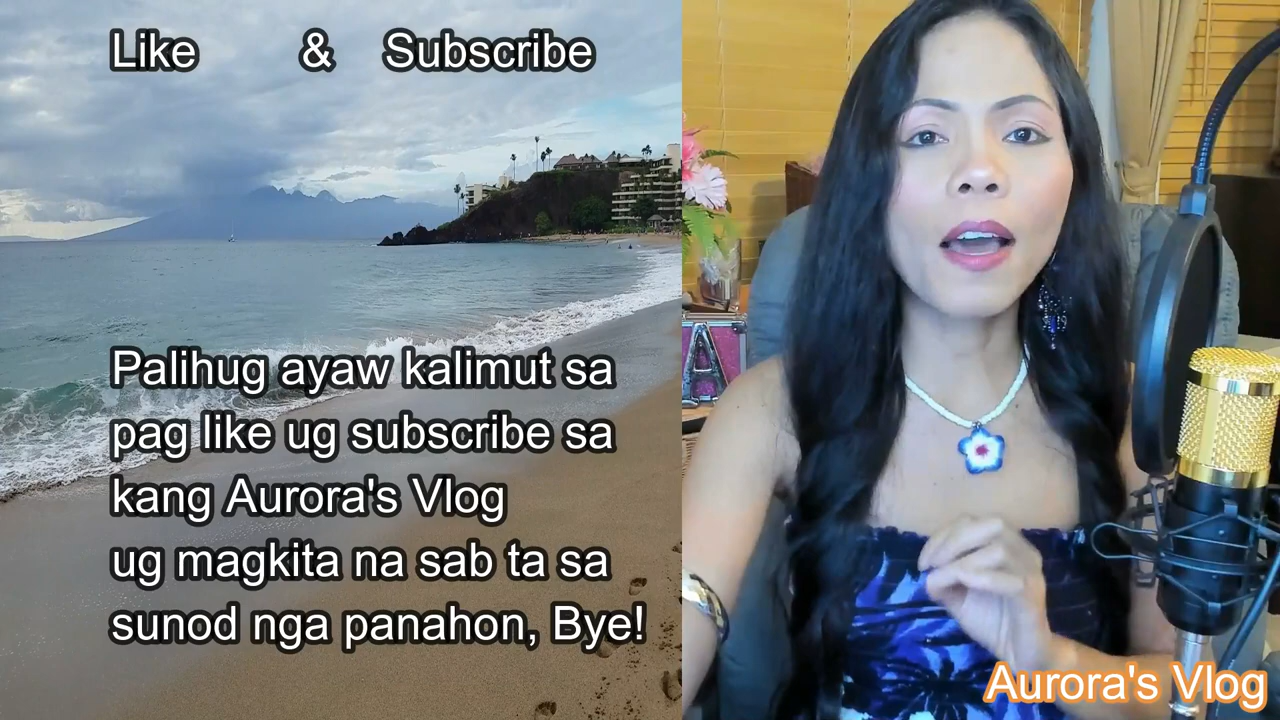 Like & Subscribe
Palihug ayaw kalimut sa
pag like ug subscribe sa
kang Aurora's Vlog
ug magkita na sab ta sa
sunod nga panahon, Bye!
A
Aurora's Vlog